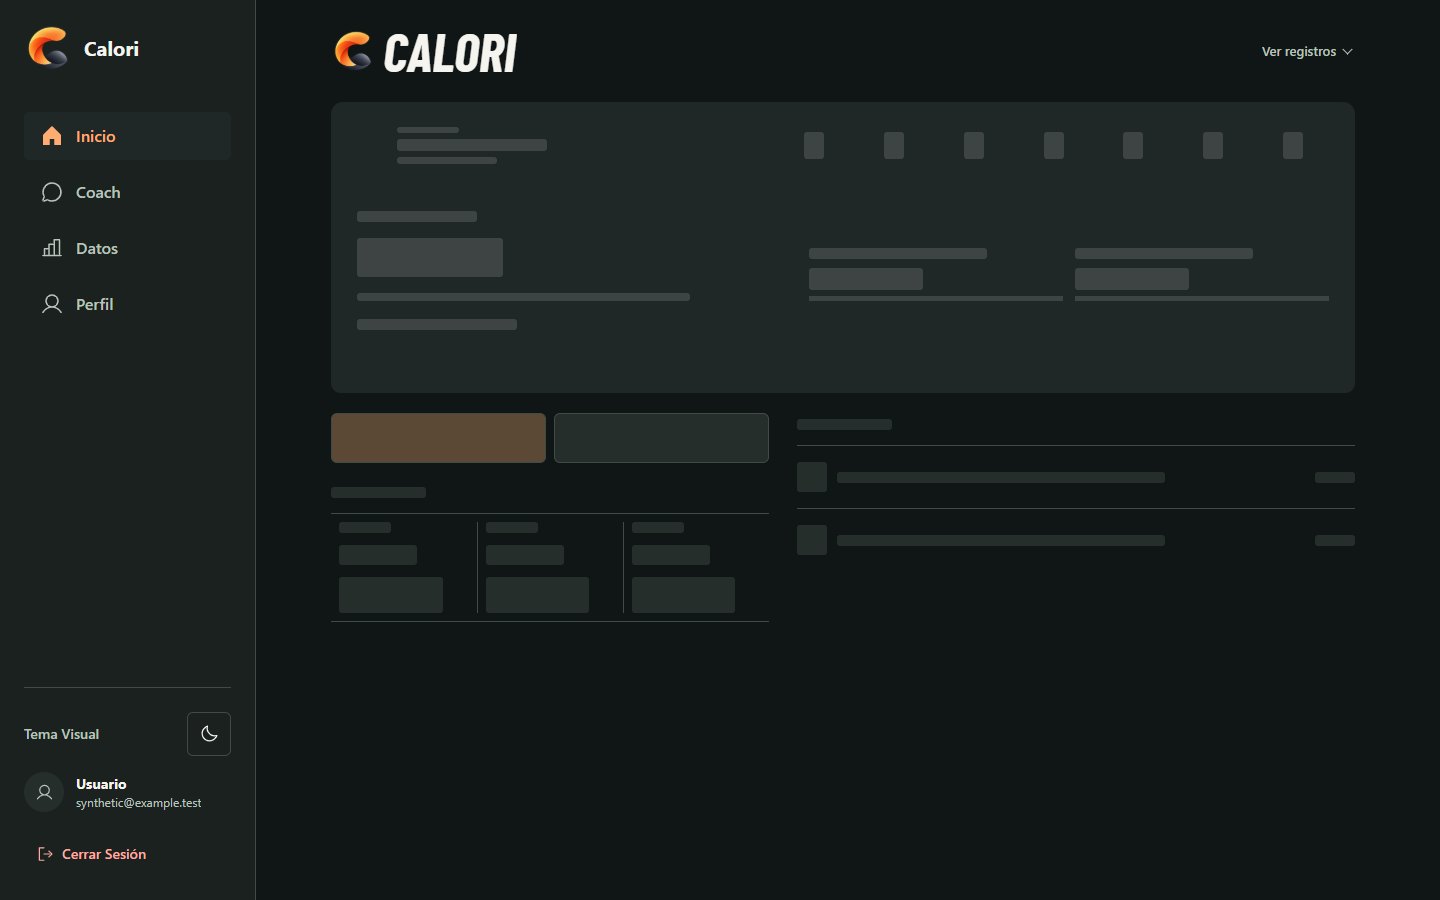 Calori
Inicio
Coach
Datos
Perfil
Tema Visual
Usuario
synthetic@example.test
Cerrar Sesión
CALORI
Ver registros